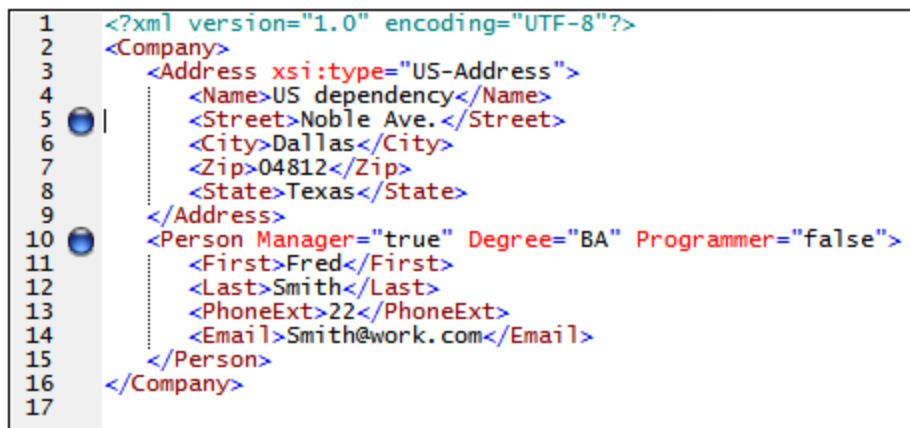 1 <?xml version="1.0" encoding="UTF-8"?>
2 <Company>
3 <Address xsi:type="US-Address">
4 <Name>US dependency</Name>
5 <Street>Noble Ave.</Street>
6 <City>Dallas</City>
7 <Zip>04812</Zip>
8 <State>Texas</State>
9 </Address>
10 <Person Manager="true" Degree="BA" Programmer="false">
11 <First>Fred</First>
12 <Last>Smith</Last>
13 <PhoneExt>22</PhoneExt>
14 <Email>Smith@work.com</Email>
15 </Person>
16 </Company>
17